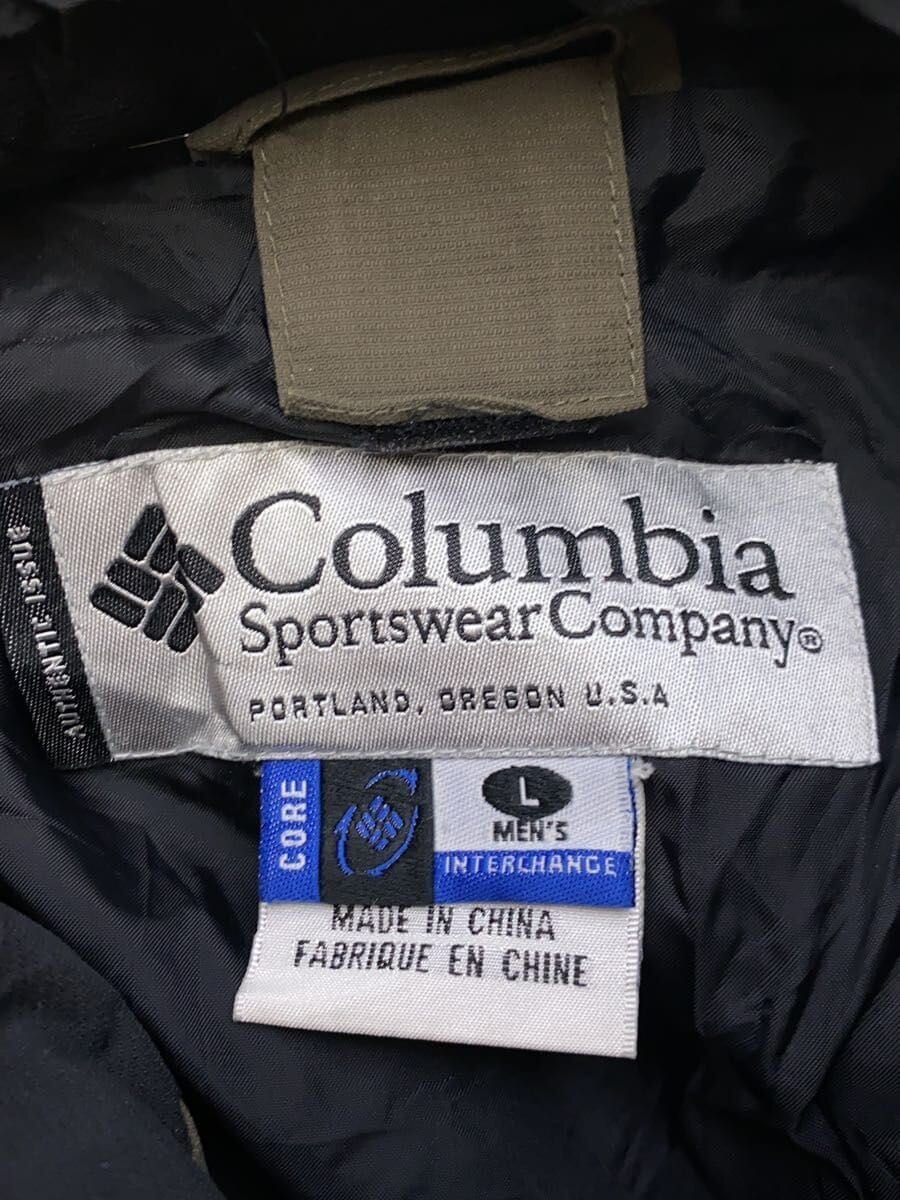 AUTHENTIC ISSUE
Columbia
Sportswear Company®
PORTLAND, OREGON U.S.A
CORE
L
MEN'S
INTERCHANGE
MADE IN CHINA
FABRIQUE EN CHINE